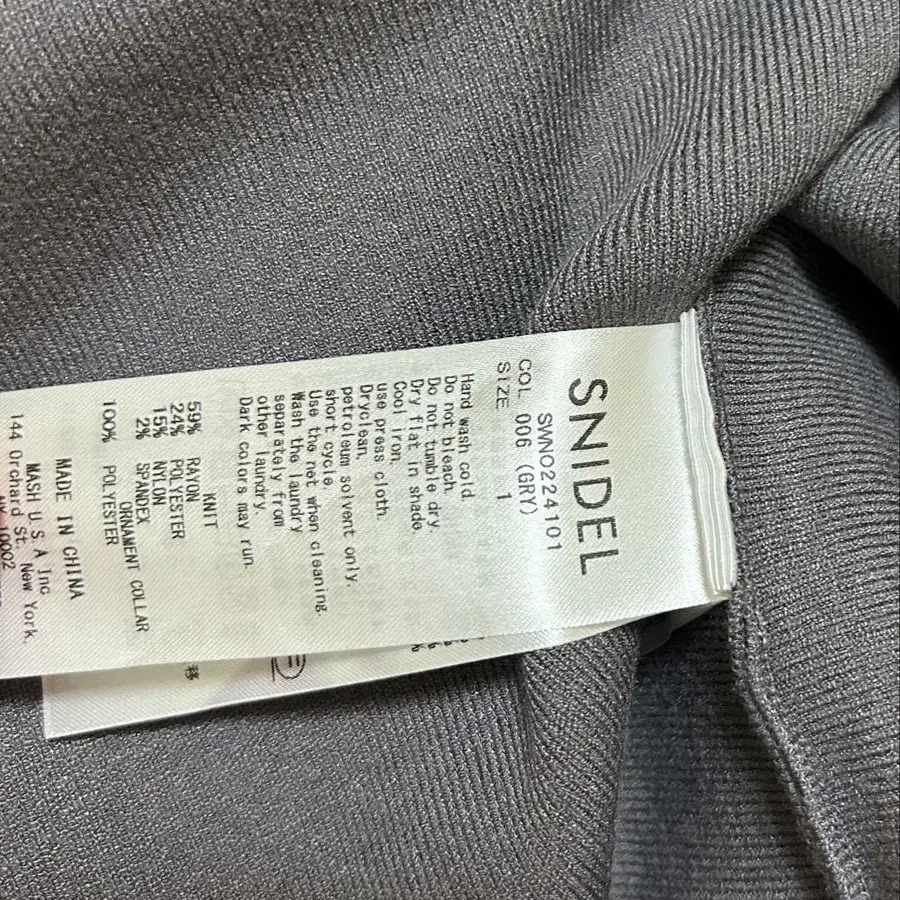 SNIDEL
SWNO224101
COL 006 (GRY)
SIZE 1
Hand wash cold
Do not bleach.
Do not tumble dry.
Dry flat in shade.
Cool iron.
use press cloth.
Dryclean.
petroleum solvent only.
short cycle.
Use the net when cleaning.
Wash the laundry
separately from
other laundry.
Dark colors may run.
KNIT
59% RAYON
24% POLYESTER
15% NYLON
2% SPANDEX
ORNAMENT COLLAR
100% POLYESTER
MADE IN CHINA
MASH U S A Inc
144 Orchard St. New York.
移